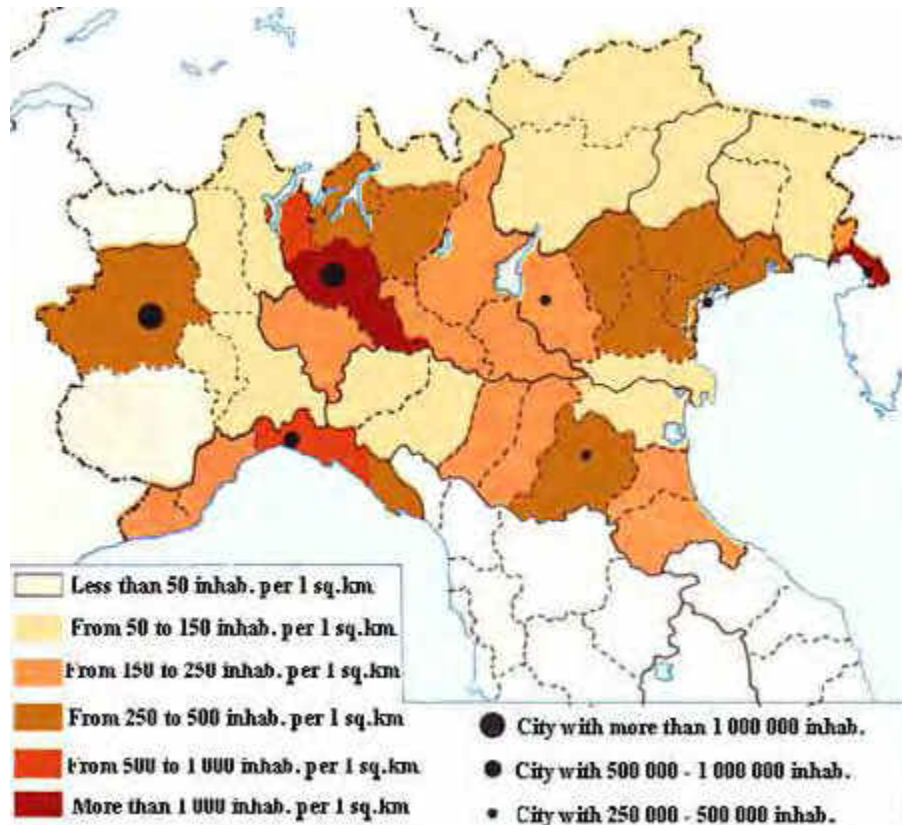 Less than 50 inhab. per 1 sq.km
From 50 to 150 inhab. per 1 sq.km
From 150 to 250 inhab. per 1 sq.km
From 250 to 500 inhab. per 1 sq.km
From 500 to 1 000 inhab. per 1 sq.km
More than 1 000 inhab. per 1 sq.km
City with more than 1 000 000 inhab.
City with 500 000 - 1 000 000 inhab.
City with 250 000 - 500 000 inhab.